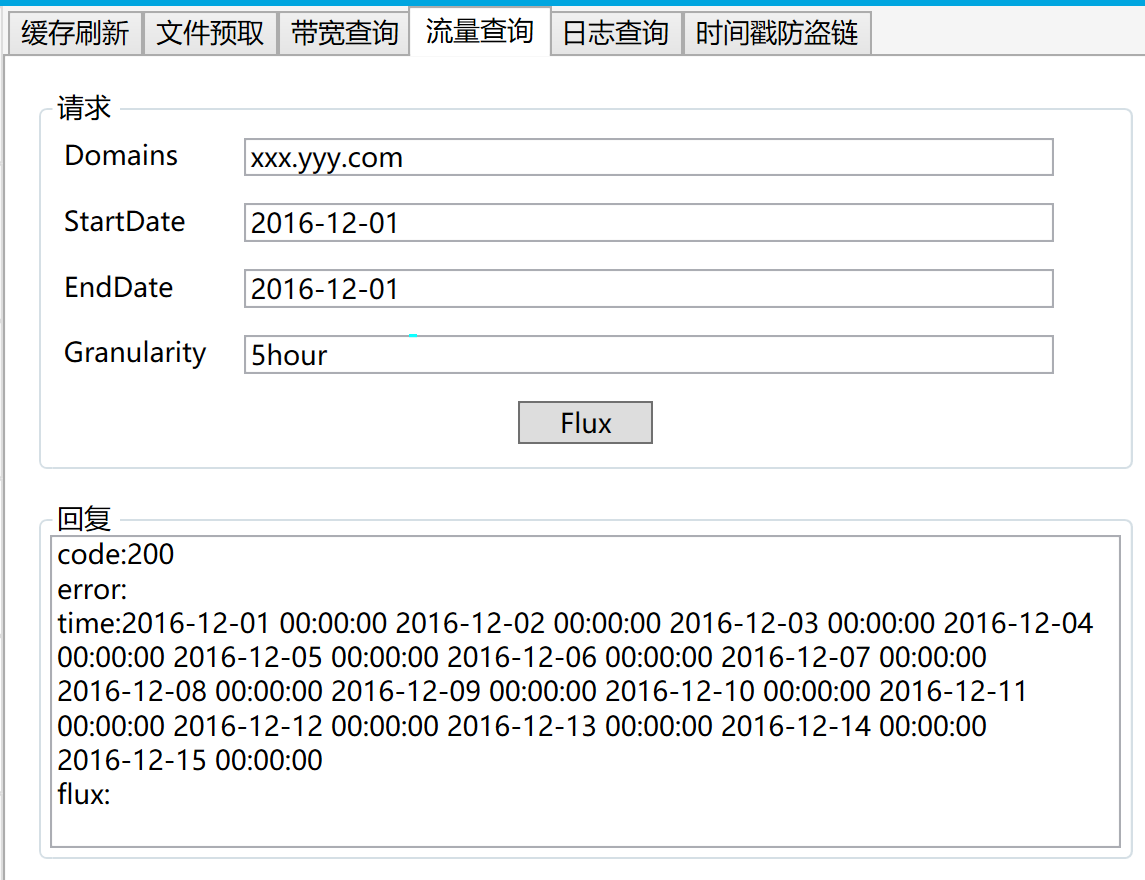 缓存刷新 文件预取 带宽查询 流量查询 日志查询 时间戳防盗链
请求
Domains xxx.yyy.com
StartDate 2016-12-01
EndDate 2016-12-01
Granularity 5hour
Flux
回复
code:200
error:
time:2016-12-01 00:00:00 2016-12-02 00:00:00 2016-12-03 00:00:00 2016-12-04
00:00:00 2016-12-05 00:00:00 2016-12-06 00:00:00 2016-12-07 00:00:00
2016-12-08 00:00:00 2016-12-09 00:00:00 2016-12-10 00:00:00 2016-12-11
00:00:00 2016-12-12 00:00:00 2016-12-13 00:00:00 2016-12-14 00:00:00
2016-12-15 00:00:00
flux: